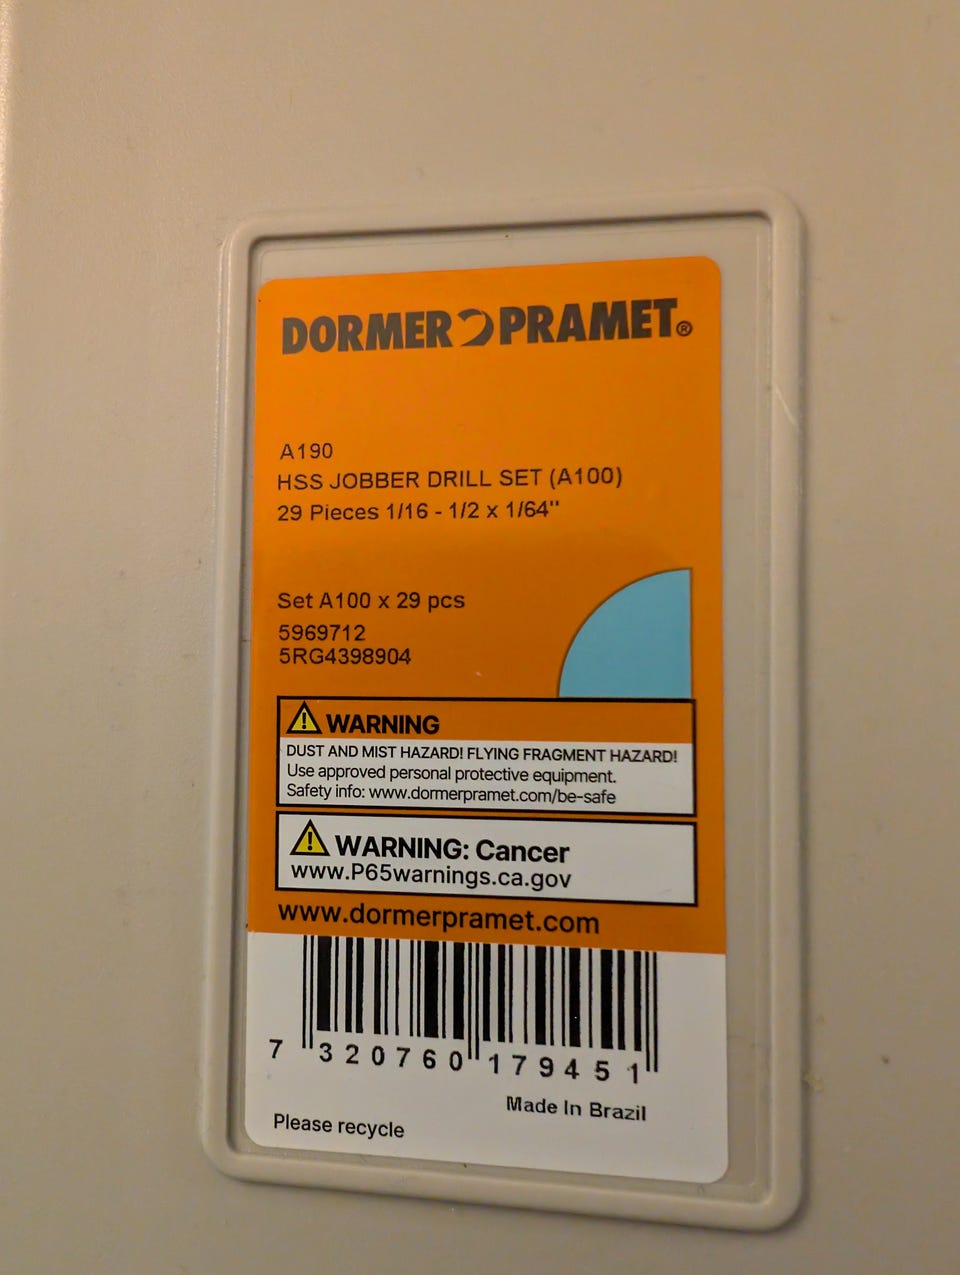 DORMER PRAMET®
A190
HSS JOBBER DRILL SET (A100)
29 Pieces 1/16 - 1/2 x 1/64"
Set A100 x 29 pcs
5969712
5RG4398904
WARNING
DUST AND MIST HAZARD! FLYING FRAGMENT HAZARD!
Use approved personal protective equipment.
Safety info: www.dormerpramet.com/be-safe
WARNING: Cancer
www.P65warnings.ca.gov
www.dormerpramet.com
7 320760 179451
Made In Brazil
Please recycle